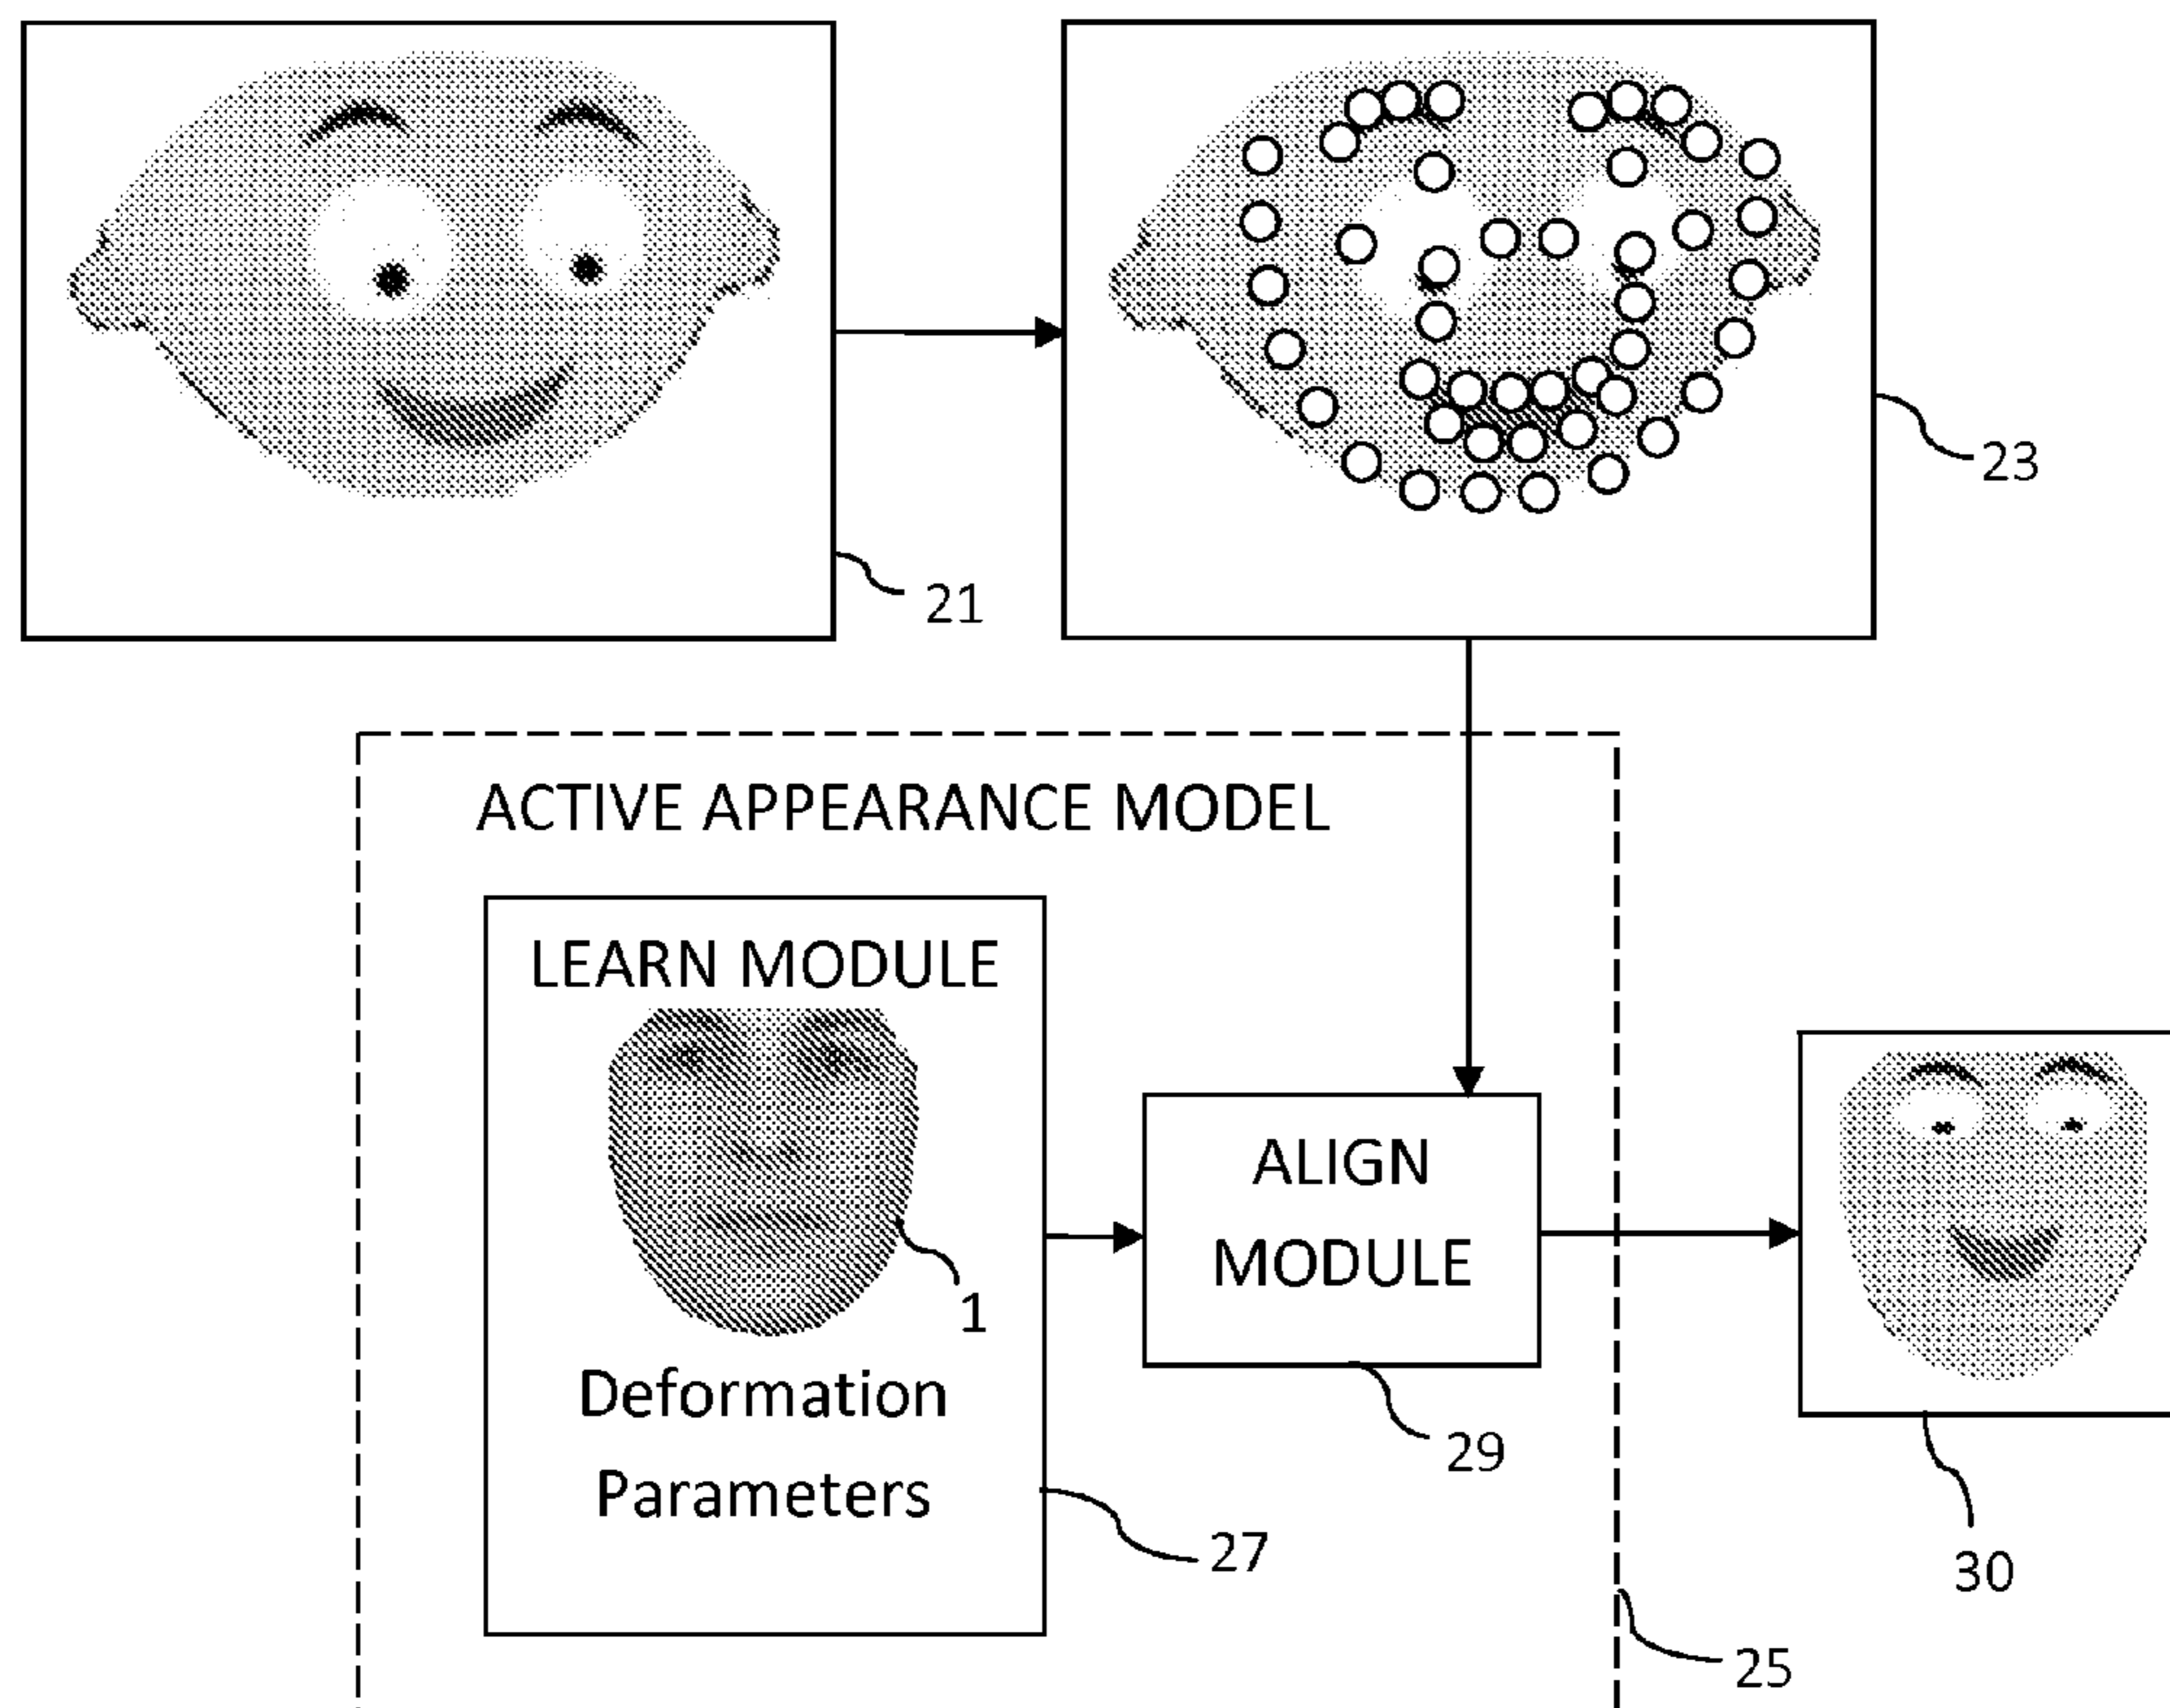 21
23
ACTIVE APPEARANCE MODEL
LEARN MODULE
1
Deformation
Parameters
27
ALIGN
MODULE
29
30
25